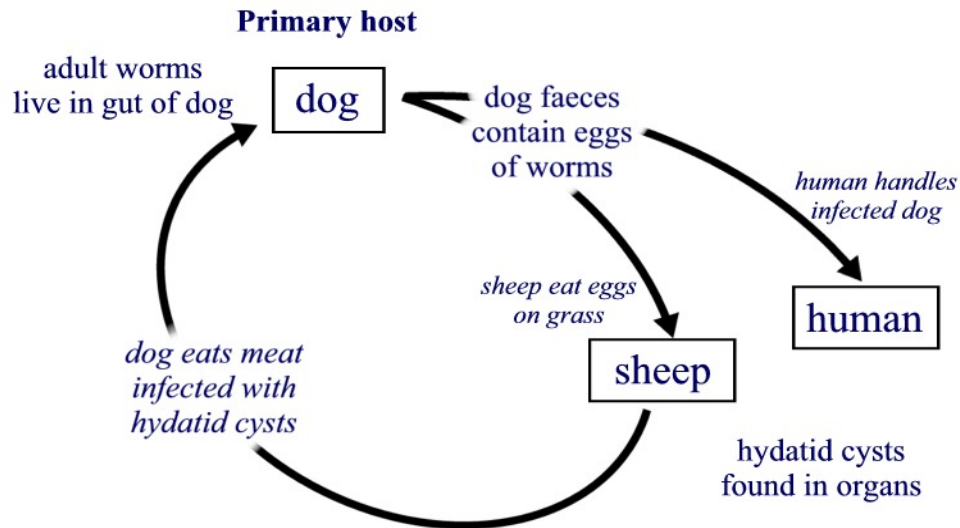 Primary host
adult worms
live in gut of dog
dog
dog faeces
contain eggs
of worms
human handles
infected dog
human
sheep eat eggs
on grass
sheep
hydatid cysts
found in organs
dog eats meat
infected with
hydatid cysts